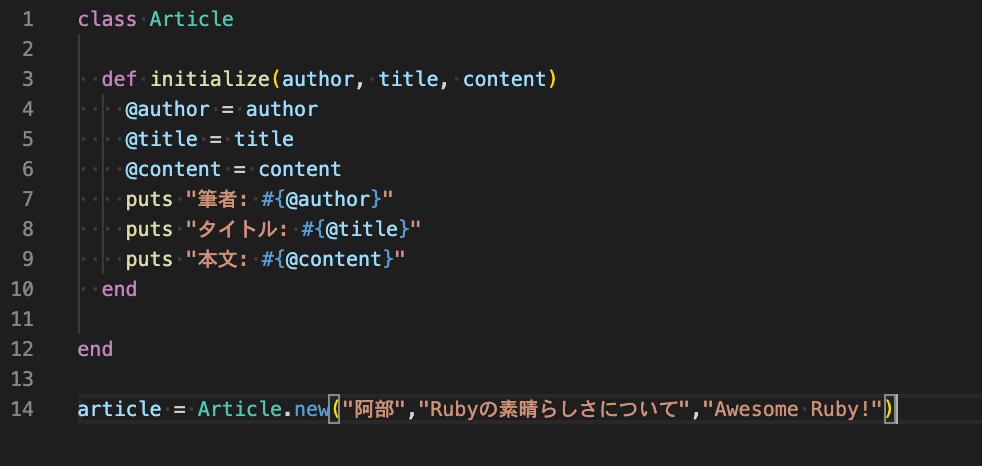 1 class Article
2
3   def initialize(author, title, content)
4     @author = author
5     @title = title
6     @content = content
7     puts "筆者: #{@author}"
8     puts "タイトル: #{@title}"
9     puts "本文: #{@content}"
10   end
11
12 end
13
14 article = Article.new("阿部","Rubyの素晴らしさについて","Awesome Ruby!")